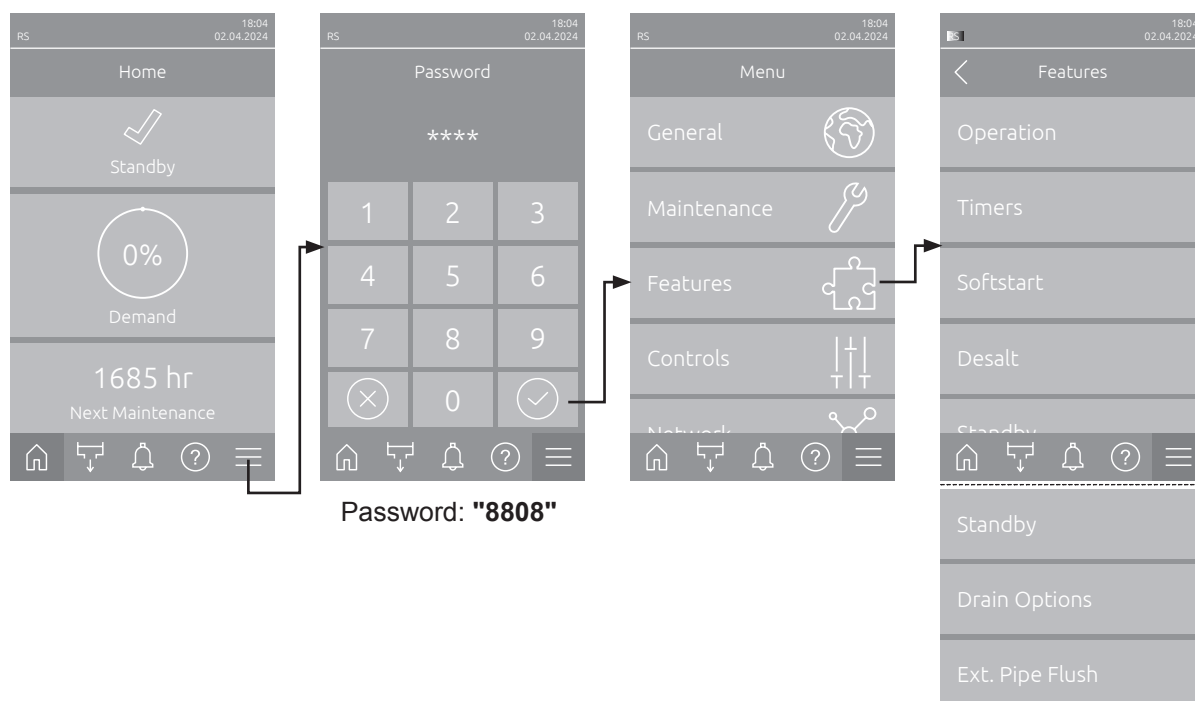 18:04
RS 02.04.2024
Home
Standby
0%
Demand
1685 hr
Next Maintenance
?
18:04
RS 02.04.2024
Password
****
1 2 3
4 5 6
7 8 9
0
?
Password: "8808"
18:04
RS 02.04.2024
Menu
General
Maintenance
Features
Controls
Network
?
18:04
RS 02.04.2024
Features
Operation
Timers
Softstart
Desalt
Standby
?
Standby
Drain Options
Ext. Pipe Flush